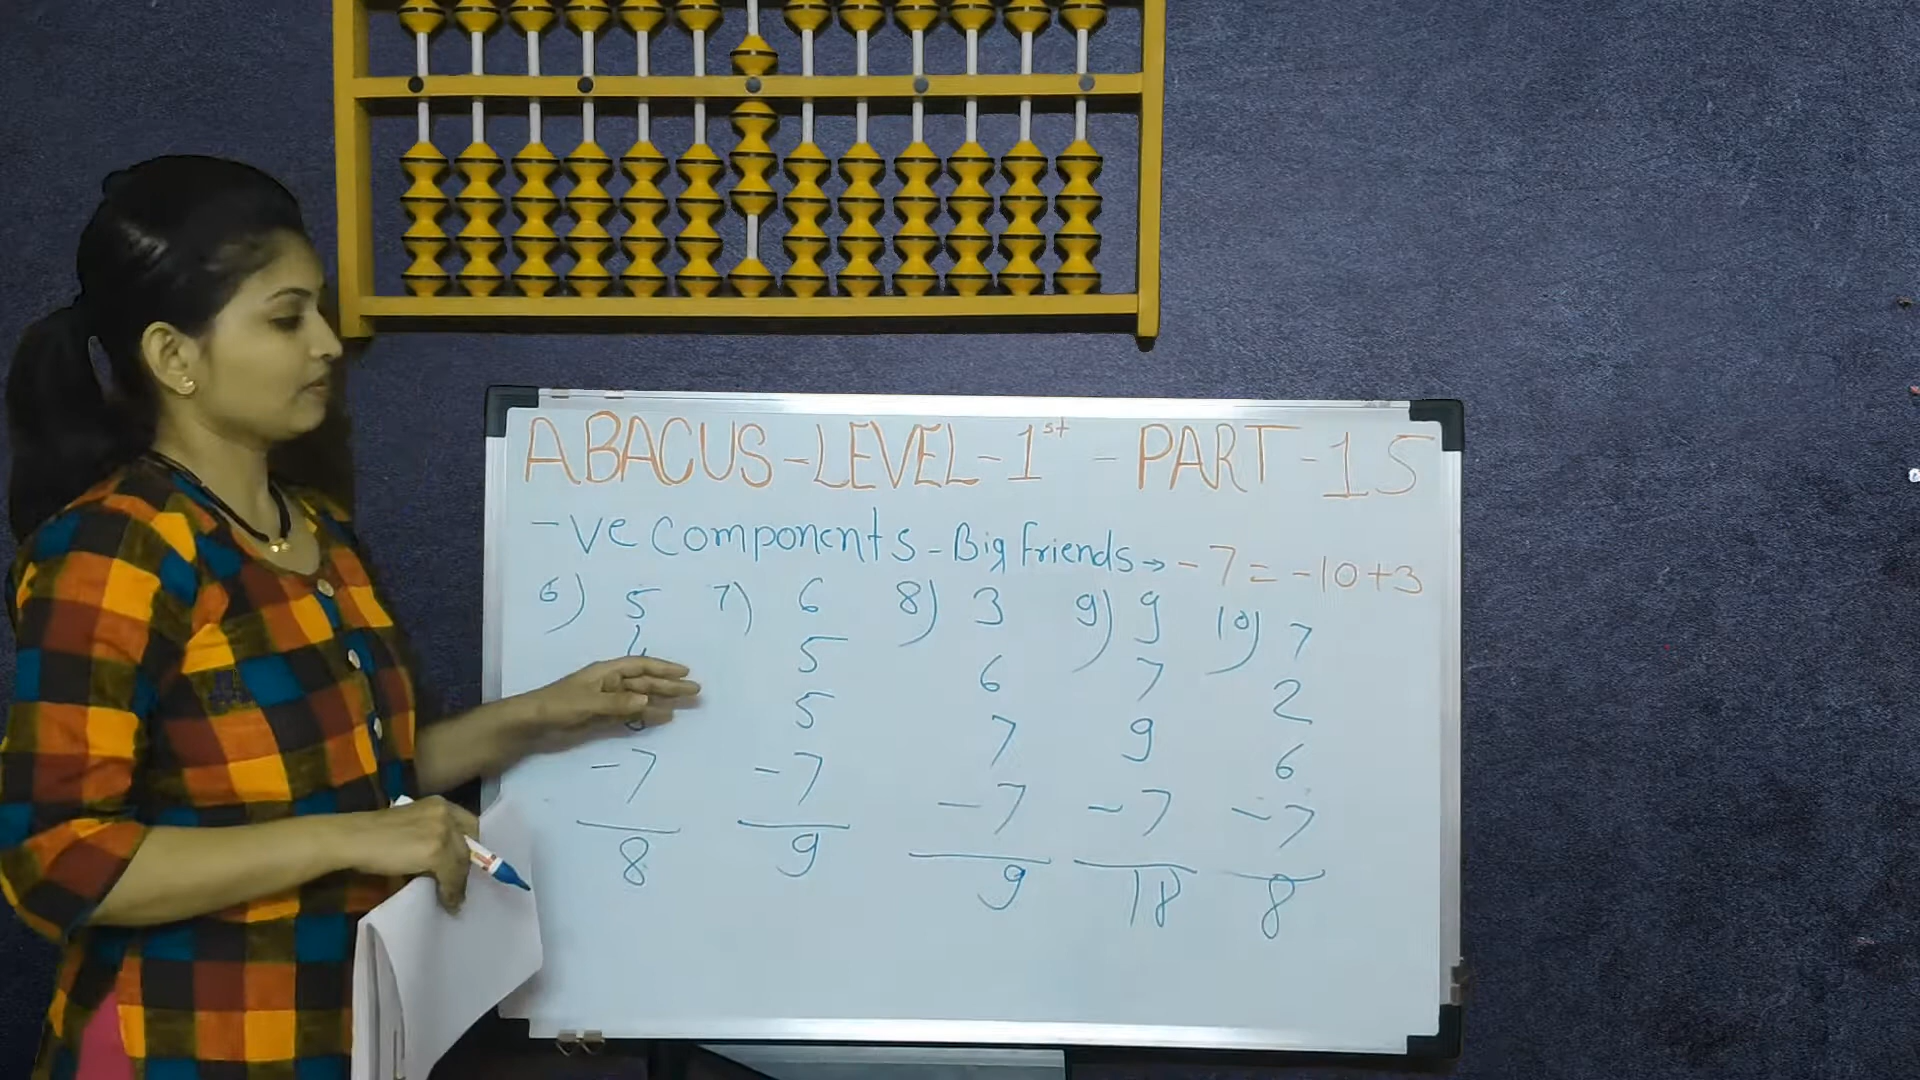 ABACUS-LEVEL-1st - PART-15
-ve components - Big friends → -7 = -10+3
6) 5 7) 6 8) 3 9) 9 10) 7
5 6 7 2
5 7 9 6
-7 -7 -7 -7 -7
8 9 9 18 8